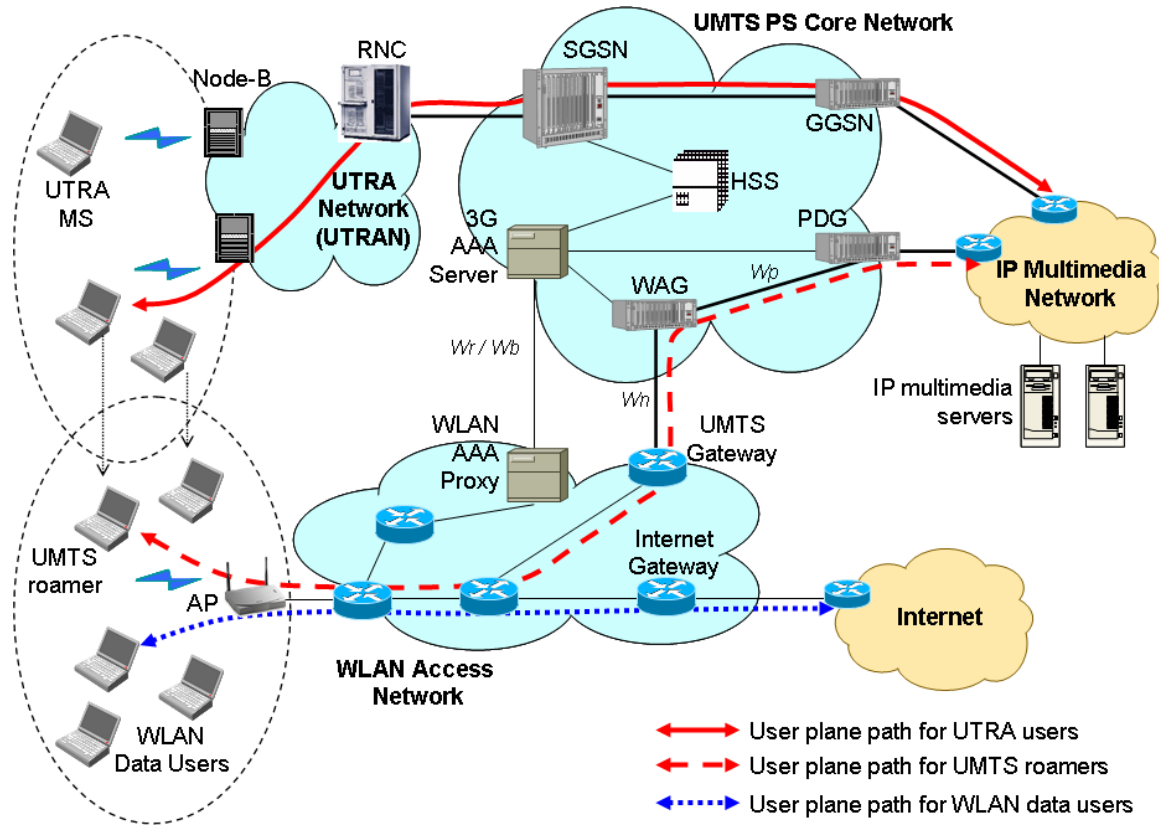 UMTS PS Core Network
RNC
SGSN
Node-B
GGSN
UTRA
MS
UTRA
Network
(UTRAN)
HSS
3G
AAA
Server
PDG
WAG
Wp
IP Multimedia
Network
Wr / Wb
Wn
IP multimedia
servers
WLAN
AAA
Proxy
UMTS
Gateway
UMTS
roamer
Internet
Gateway
AP
Internet
WLAN Access
Network
WLAN
Data Users
User plane path for UTRA users
User plane path for UMTS roamers
User plane path for WLAN data users